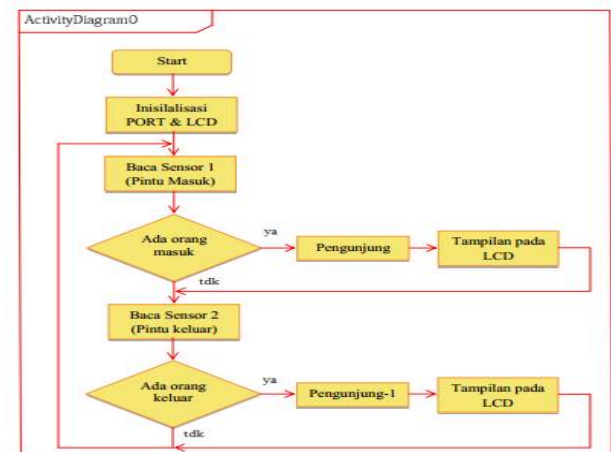 ActivityDiagram0
Start
Inisilalisasi
PORT & LCD
Baca Sensor 1
(Pintu Masuk)
Ada orang
masuk
ya
Pengunjung
Tampilan pada
LCD
tdk
Baca Sensor 2
(Pintu keluar)
Ada orang
keluar
ya
Pengunjung-1
Tampilan pada
LCD
tdk